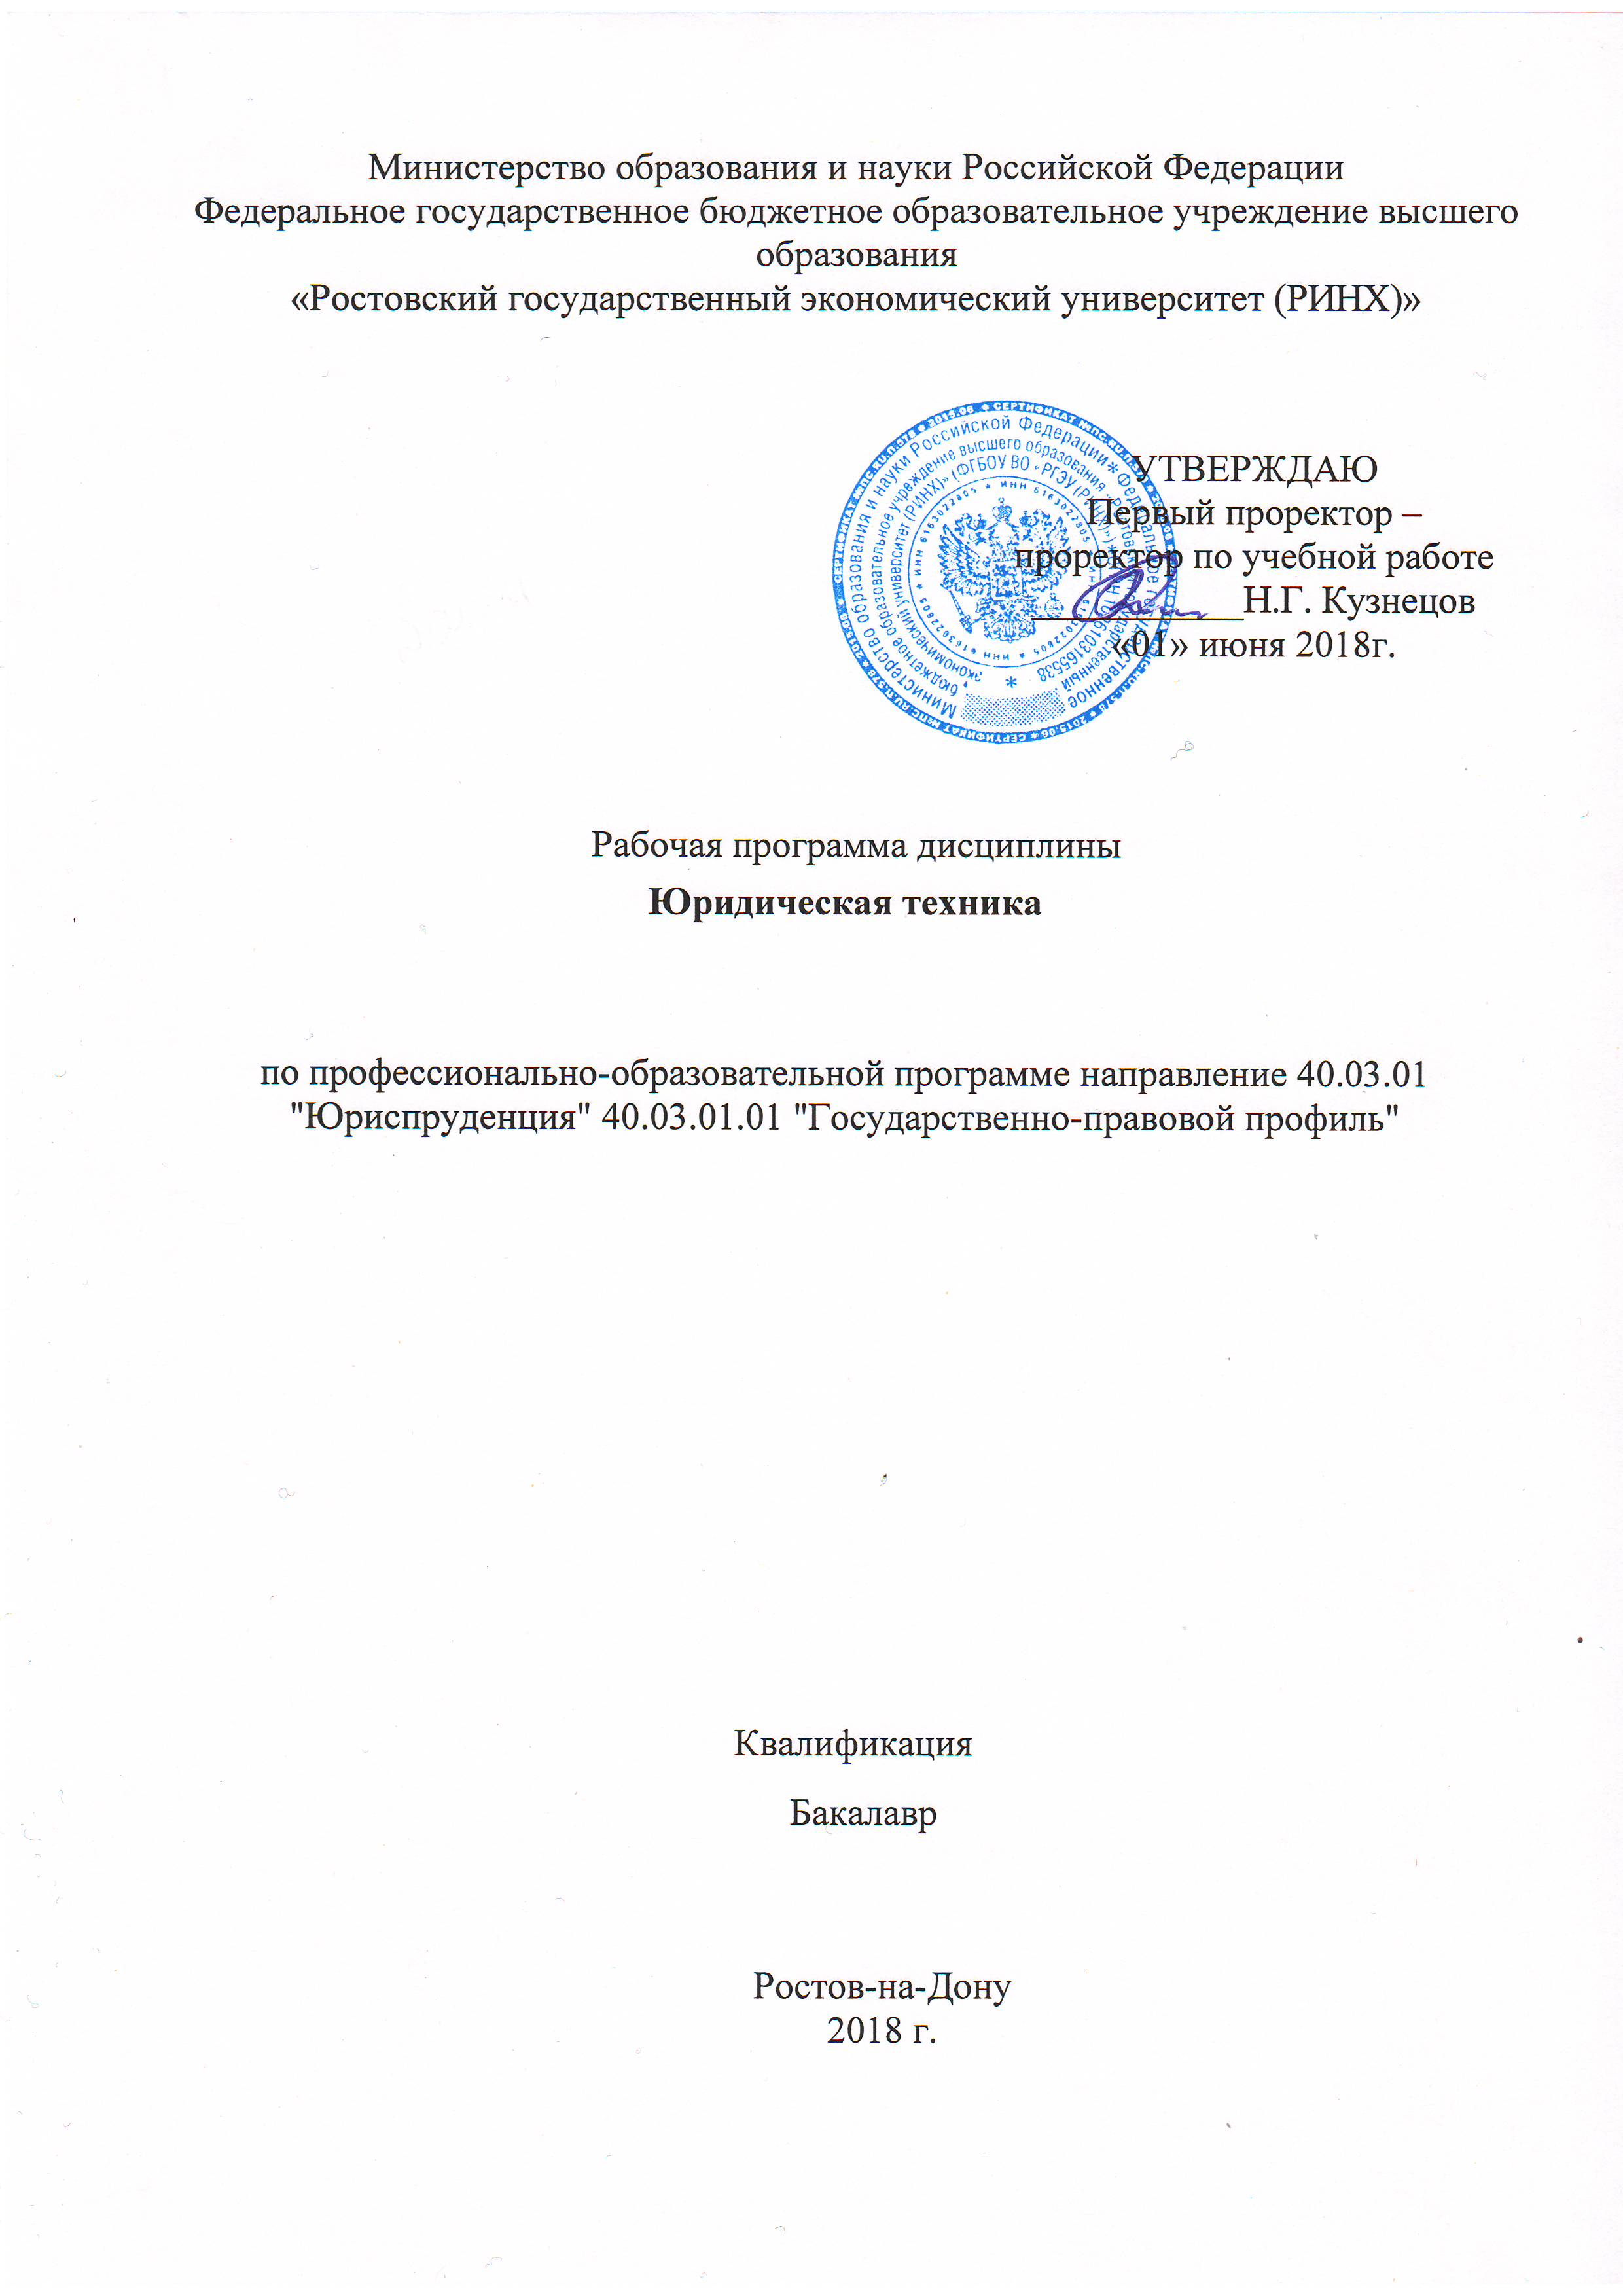 Министерство образования и науки Российской Федерации
Федеральное государственное бюджетное образовательное учреждение высшего
образования
«Ростовский государственный экономический университет (РИНХ)»
УТВЕРЖДАЮ
Первый проректор –
проректор по учебной работе
Н.Г. Кузнецов
«01» июня 2018г.
Рабочая программа дисциплины
Юридическая техника
по профессионально-образовательной программе направление 40.03.01
"Юриспруденция" 40.03.01.01 "Государственно-правовой профиль"
Квалификация
Бакалавр
Ростов-на-Дону
2018 г.